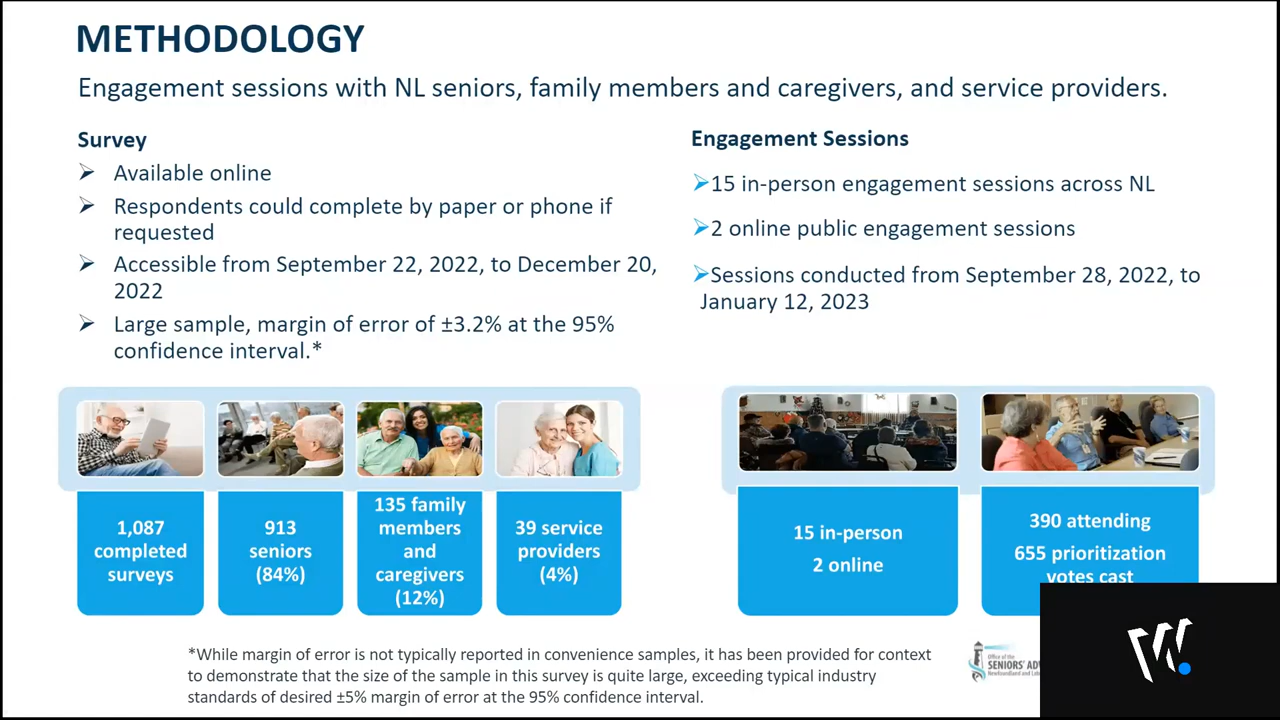 METHODOLOGY
Engagement sessions with NL seniors, family members and caregivers, and service providers.
Survey
➢ Available online
➢ Respondents could complete by paper or phone if
requested
➢ Accessible from September 22, 2022, to December 20,
2022
➢ Large sample, margin of error of ±3.2% at the 95%
confidence interval.*
Engagement Sessions
➢15 in-person engagement sessions across NL
➢2 online public engagement sessions
➢Sessions conducted from September 28, 2022, to
January 12, 2023
1,087
completed
surveys
913
seniors
(84%)
135 family
members
and
caregivers
(12%)
39 service
providers
(4%)
15 in-person
2 online
390 attending
655 prioritization
votes cast
*While margin of error is not typically reported in convenience samples, it has been provided for context
to demonstrate that the size of the sample in this survey is quite large, exceeding typical industry
standards of desired ±5% margin of error at the 95% confidence interval.
Office of the
SENIORS'
Newfoundland and